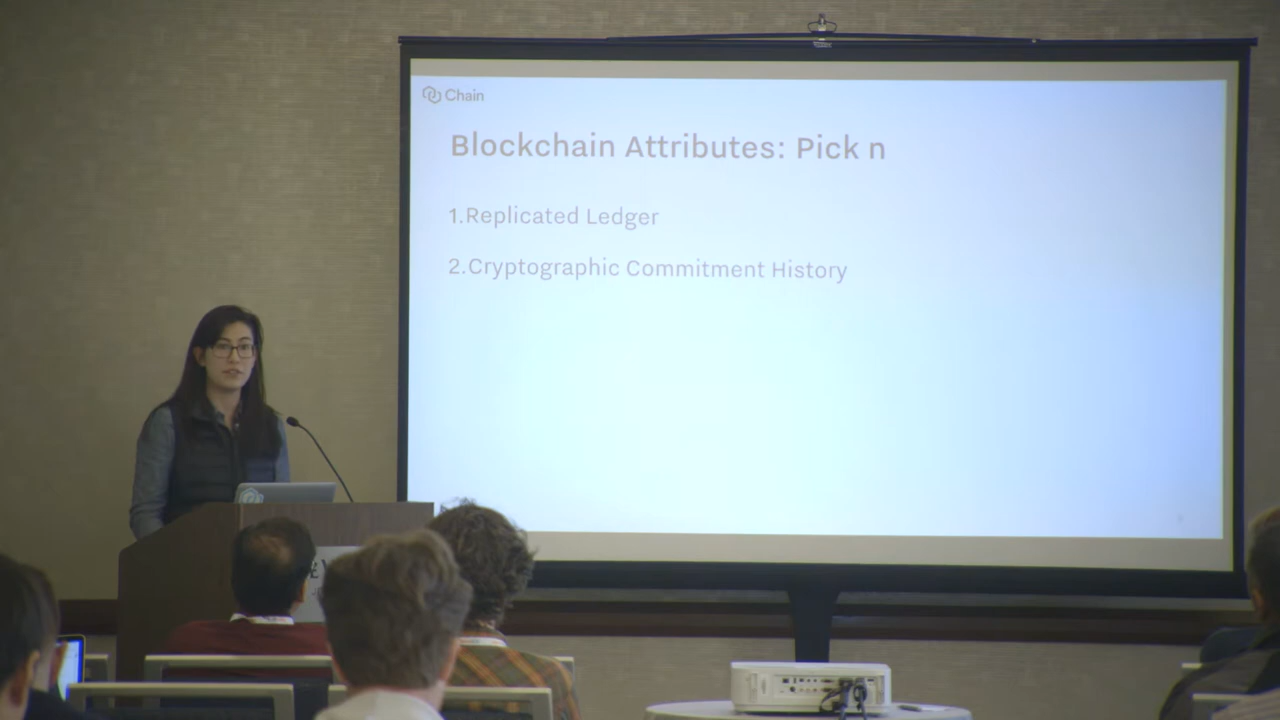 Chain
Blockchain Attributes: Pick n
1.Replicated Ledger
2.Cryptographic Commitment History